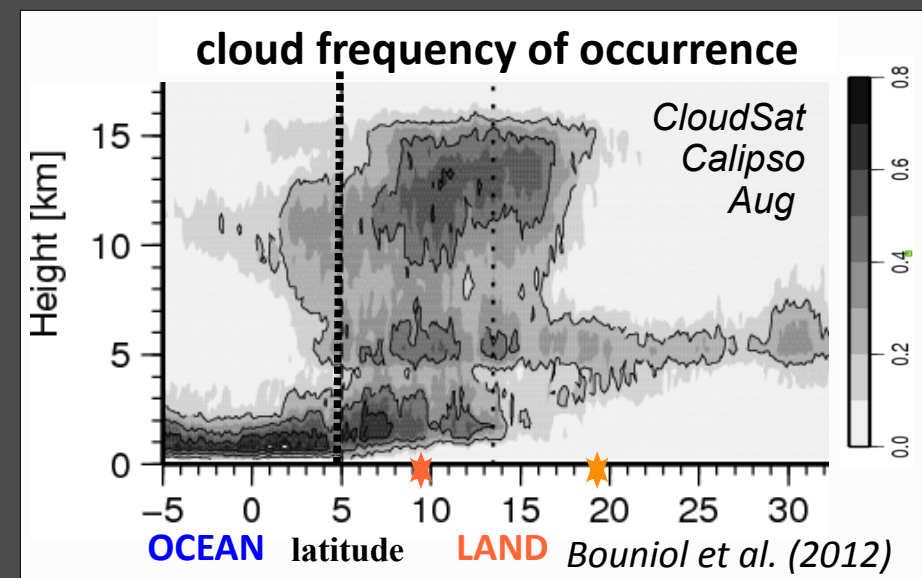 cloud frequency of occurrence
CloudSat
Calipso
Aug
Height [km]
15
10
5
0
−5 0 5 10 15 20 25 30
OCEAN latitude LAND Bouniol et al. (2012)
0.8
0.6
0.4
0.2
0.0